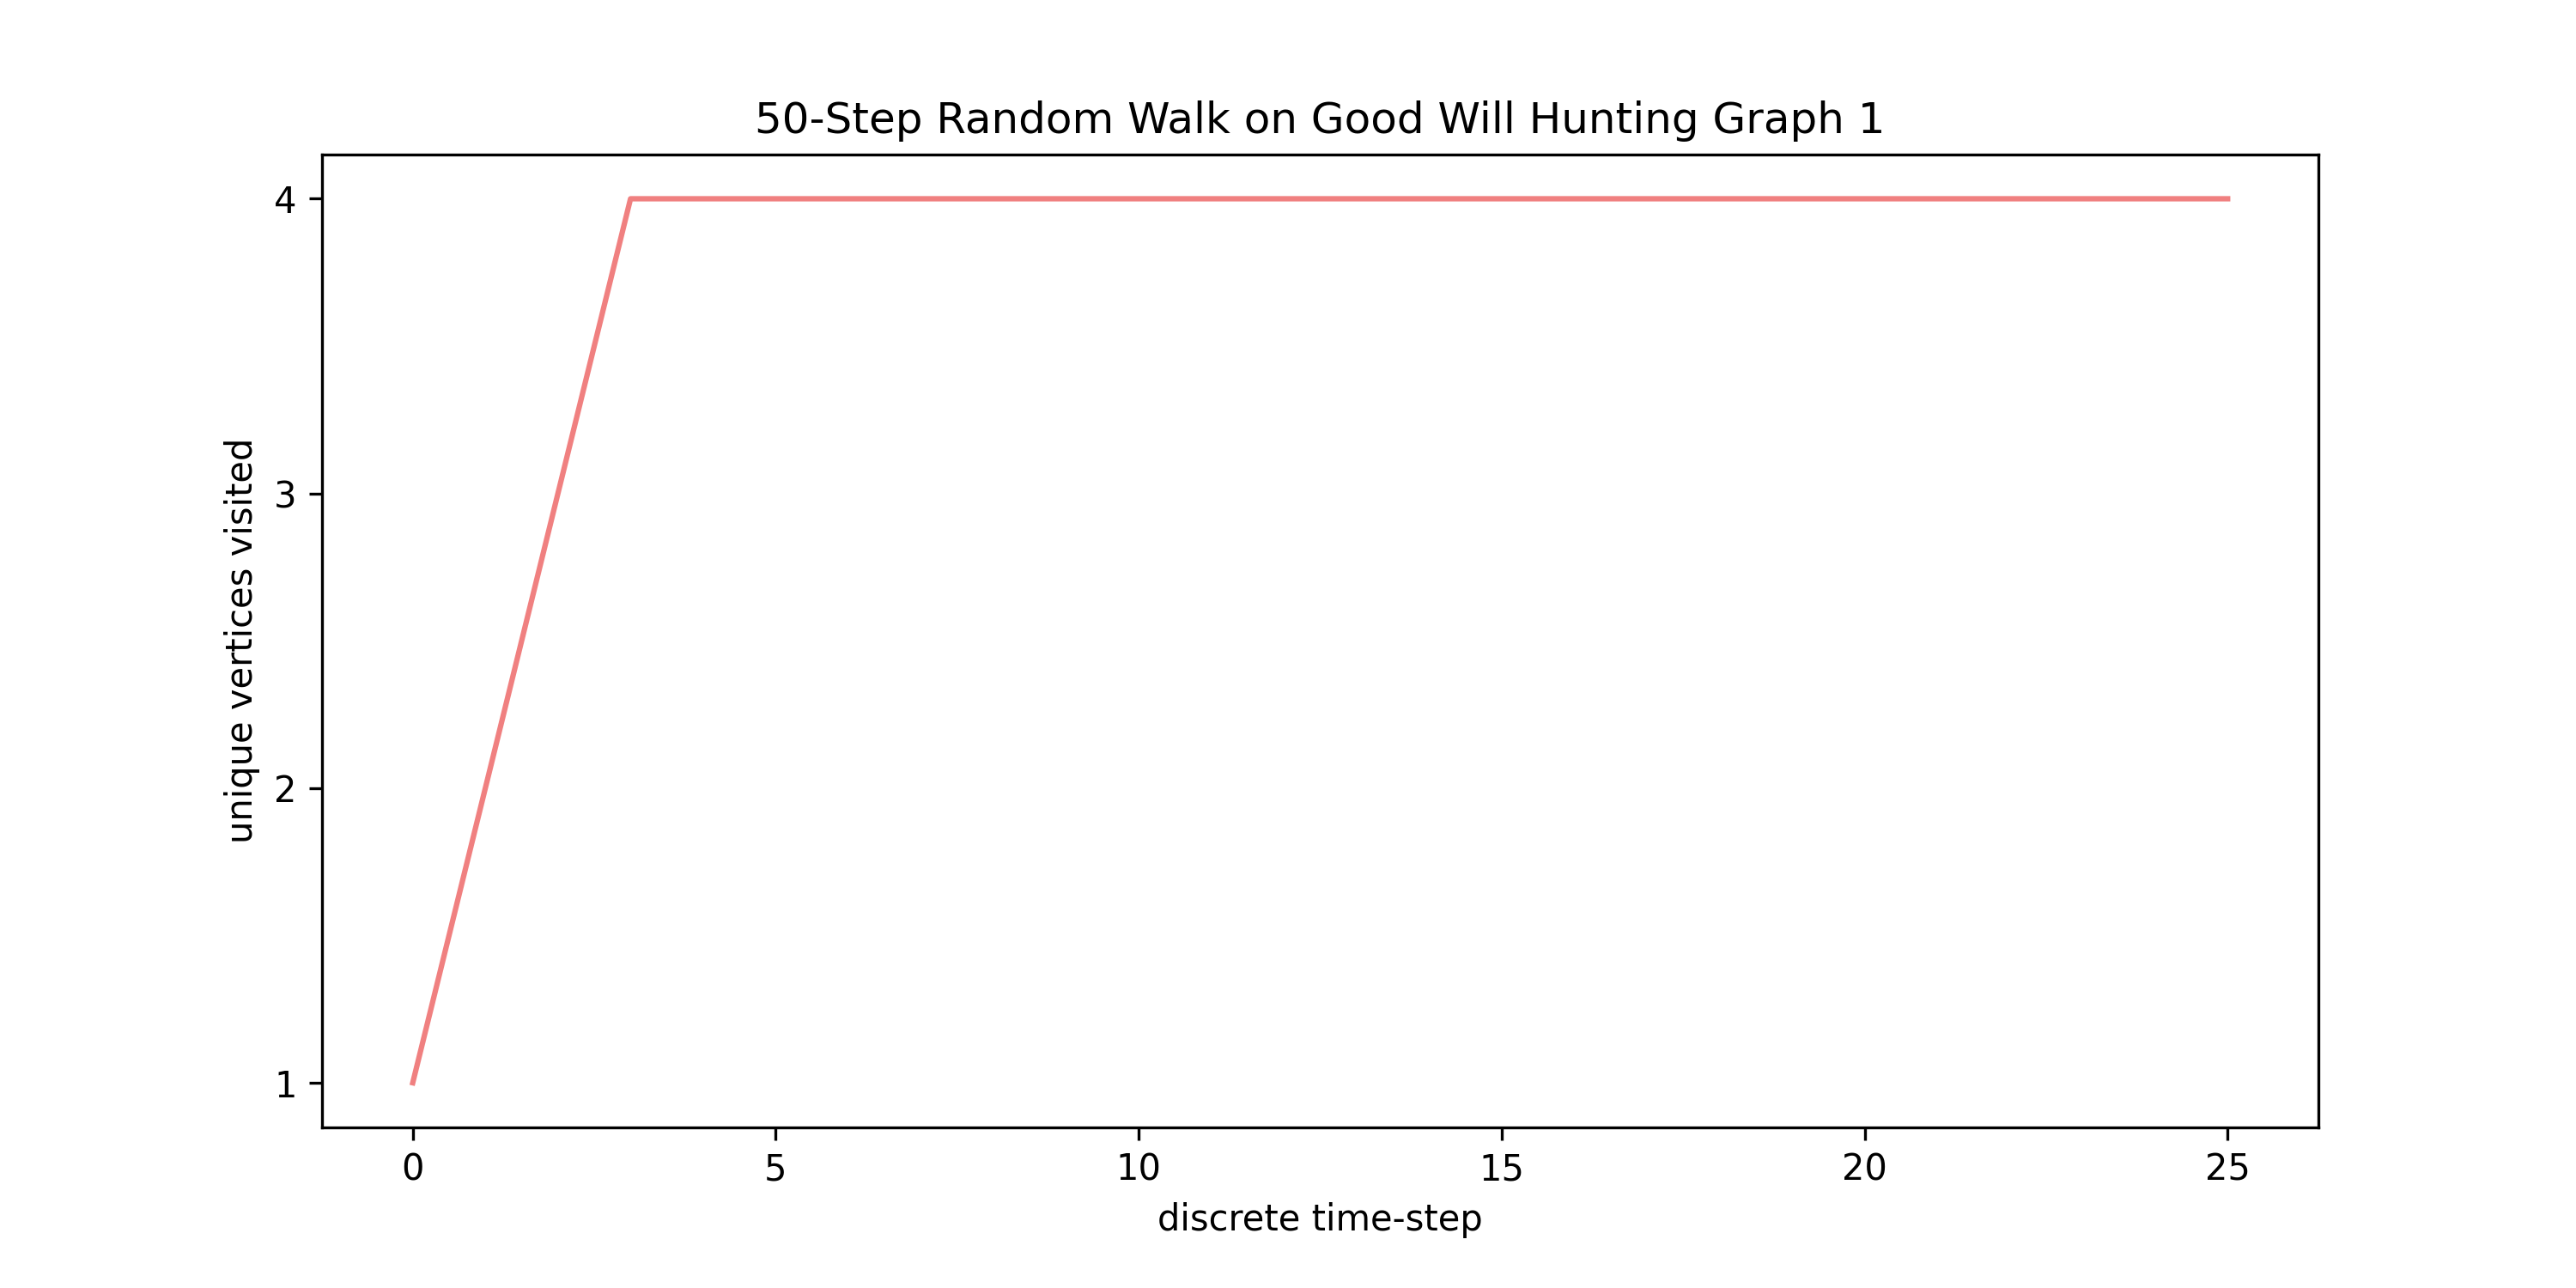 50-Step Random Walk on Good Will Hunting Graph 1
unique vertices visited
4
3
2
1
0 5 10 15 20 25
discrete time-step